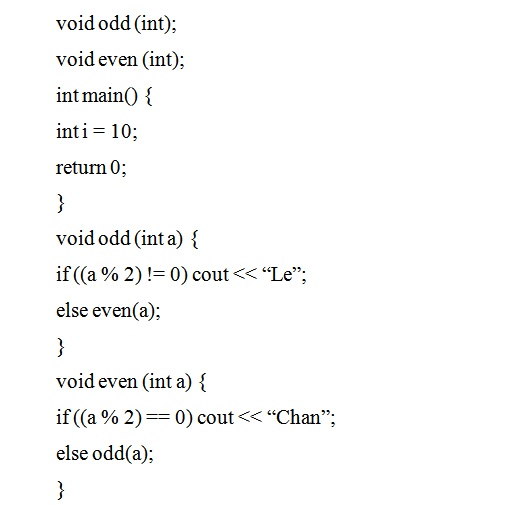 void odd (int);
void even (int);
int main() {
int i = 10;
return 0;
}
void odd (int a) {
if ((a % 2) != 0) cout << “Le”;
else even(a);
}
void even (int a) {
if ((a % 2) == 0) cout << “Chan”;
else odd(a);
}